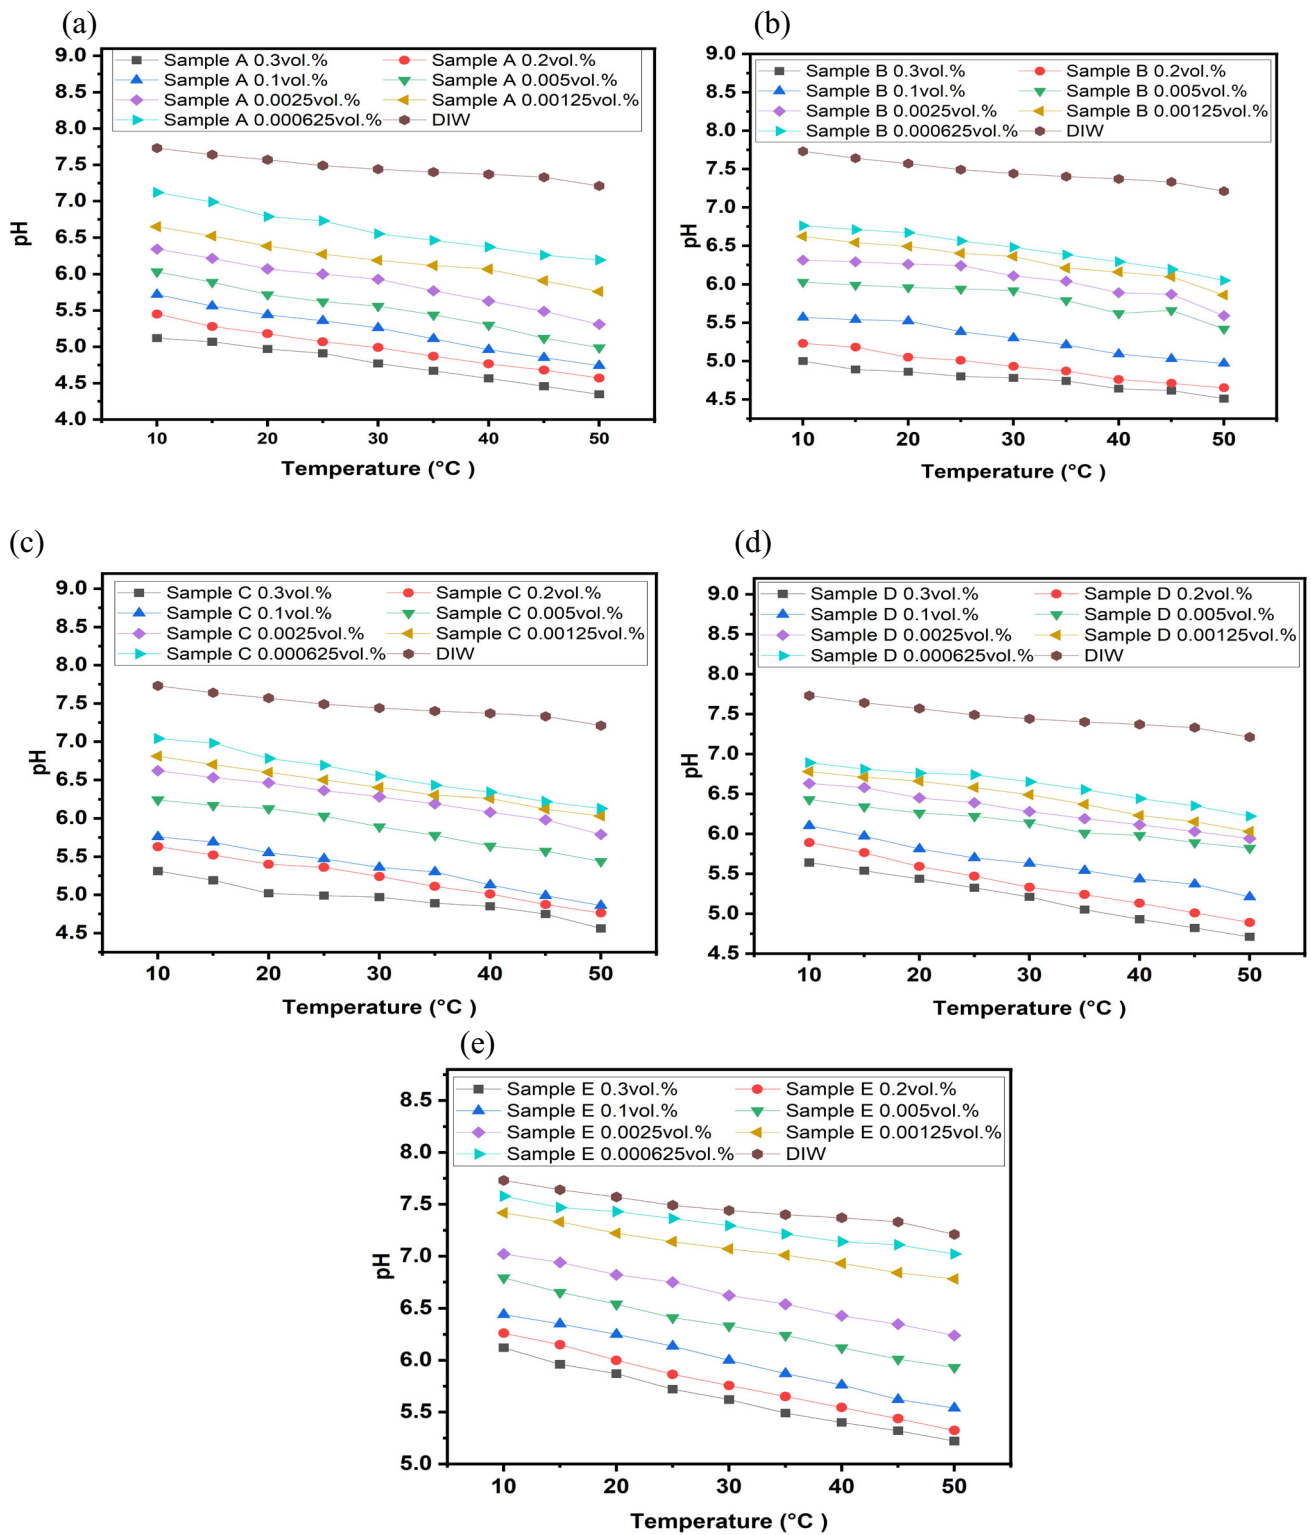 (a)
9.0
8.5
8.0
7.5
7.0
6.5
6.0
5.5
5.0
4.5
4.0
pH
Sample A 0.3vol.% Sample A 0.2vol.%
Sample A 0.1vol.% Sample A 0.005vol.%
Sample A 0.0025vol.% Sample A 0.00125vol.%
Sample A 0.000625vol.% DIW
10 20 30 40 50
Temperature (°C )
(b)
9.0
8.5
8.0
7.5
7.0
6.5
6.0
5.5
5.0
4.5
pH
Sample B 0.3vol.% Sample B 0.2vol.%
Sample B 0.1vol.% Sample B 0.005vol.%
Sample B 0.0025vol.% Sample B 0.00125vol.%
Sample B 0.000625vol.% DIW
10 20 30 40 50
Temperature (°C )
(c)
9.0
8.5
8.0
7.5
7.0
6.5
6.0
5.5
5.0
4.5
pH
Sample C 0.3vol.% Sample C 0.2vol.%
Sample C 0.1vol.% Sample C 0.005vol.%
Sample C 0.0025vol.% Sample C 0.00125vol.%
Sample C 0.000625vol.% DIW
10 20 30 40 50
Temperature (°C )
(d)
9.0
8.5
8.0
7.5
7.0
6.5
6.0
5.5
5.0
4.5
pH
Sample D 0.3vol.% Sample D 0.2vol.%
Sample D 0.1vol.% Sample D 0.005vol.%
Sample D 0.0025vol.% Sample D 0.00125vol.%
Sample D 0.000625vol.% DIW
10 20 30 40 50
Temperature (°C )
(e)
8.5
8.0
7.5
7.0
6.5
6.0
5.5
5.0
pH
Sample E 0.3vol.% Sample E 0.2vol.%
Sample E 0.1vol.% Sample E 0.005vol.%
Sample E 0.0025vol.% Sample E 0.00125vol.%
Sample E 0.000625vol.% DIW
10 20 30 40 50
Temperature (°C )